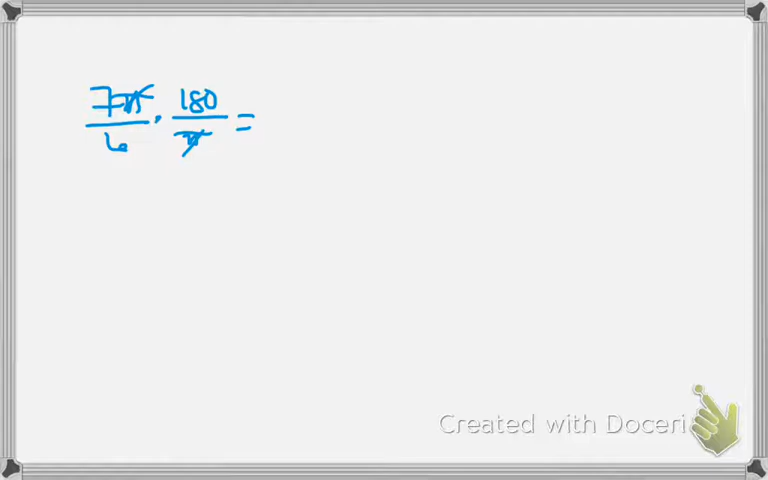 7π/6 · 180/π =
Created with Doceri